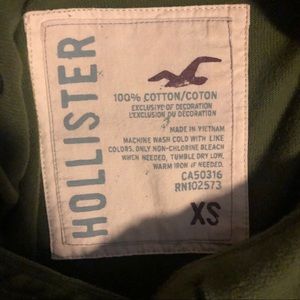 HOLLISTER
100% COTTON/COTON
EXCLUSIVE OF DECORATION
L'EXCLUSION DU DÉCORATION
MADE IN VIETNAM
MACHINE WASH COLD WITH LIKE
COLORS. ONLY NON-CHLORINE BLEACH
WHEN NEEDED, TUMBLE DRY LOW,
WARM IRON IF NEEDED.
CA50316
RN102573
XS